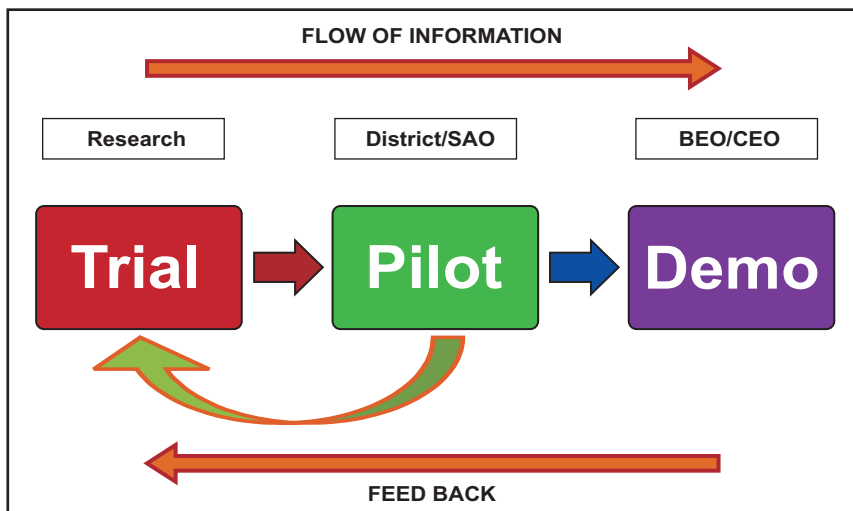 FLOW OF INFORMATION
Research
District/SAO
BEO/CEO
Trial
Pilot
Demo
FEED BACK